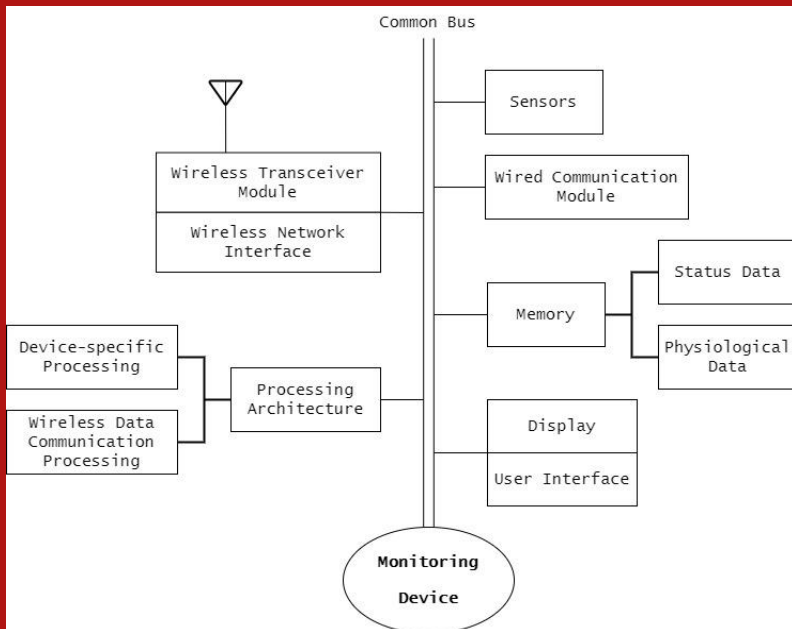 Common Bus
Sensors
Wireless Transceiver
Module
Wired Communication
Module
Wireless Network
Interface
Status Data
Memory
Physiological
Data
Device-specific
Processing
Processing
Architecture
Wireless Data
Communication
Processing
Display
User Interface
Monitoring
Device